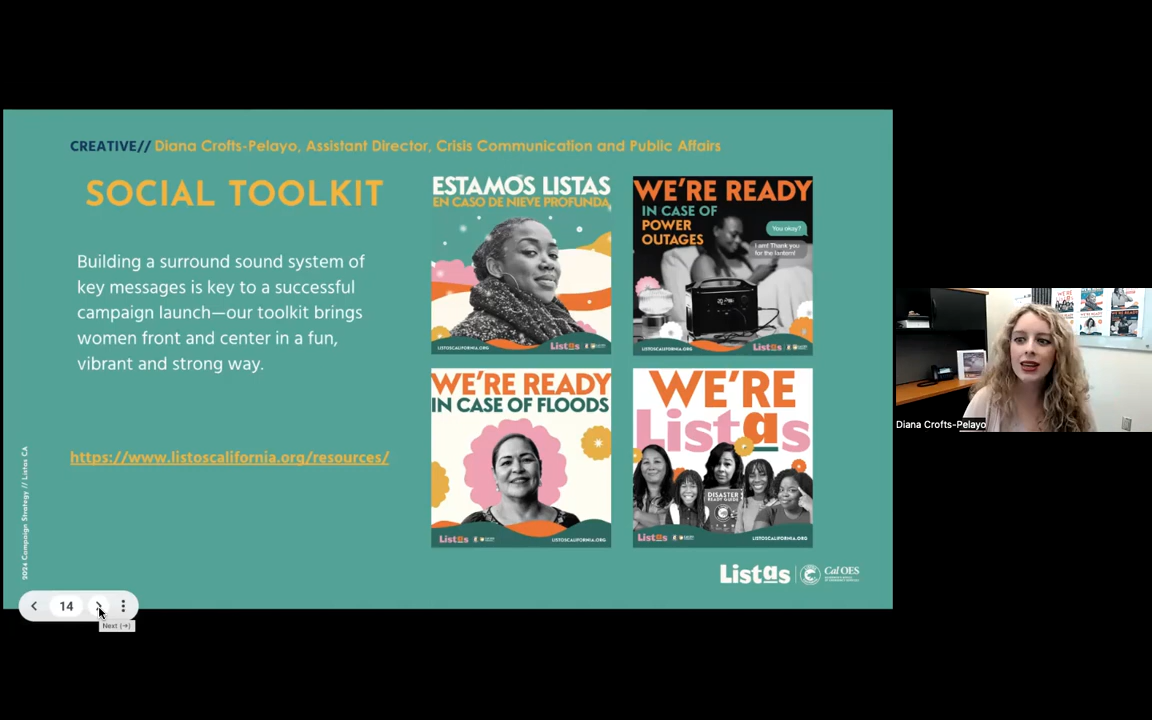 CREATIVE// Diana Crofts-Pelayo, Assistant Director, Crisis Communication and Public Affairs
SOCIAL TOOLKIT
Building a surround sound system of
key messages is key to a successful
campaign launch—our toolkit brings
women front and center in a fun,
vibrant and strong way.
https://www.listoscalifornia.org/resources/
2024 Campaign Strategy // Listos CA
ESTAMOS LISTAS
EN CASO DE NIEVE PROFUNDA
LISTOSCALIFORNIA.ORG
Listas
WE'RE READY
IN CASE OF
POWER
OUTAGES
You okay?
I am! Thank you
for the lantern!
LISTOSCALIFORNIA.ORG
Listas
WE'RE READY
IN CASE OF FLOODS
Listas
LISTOSCALIFORNIA.ORG
WE'RE
Listas
DISASTER
READY GUIDE
Listas
LISTOSCALIFORNIA.ORG
Listas
Cal OES
14
Next (→)
Diana Crofts-Pelayo